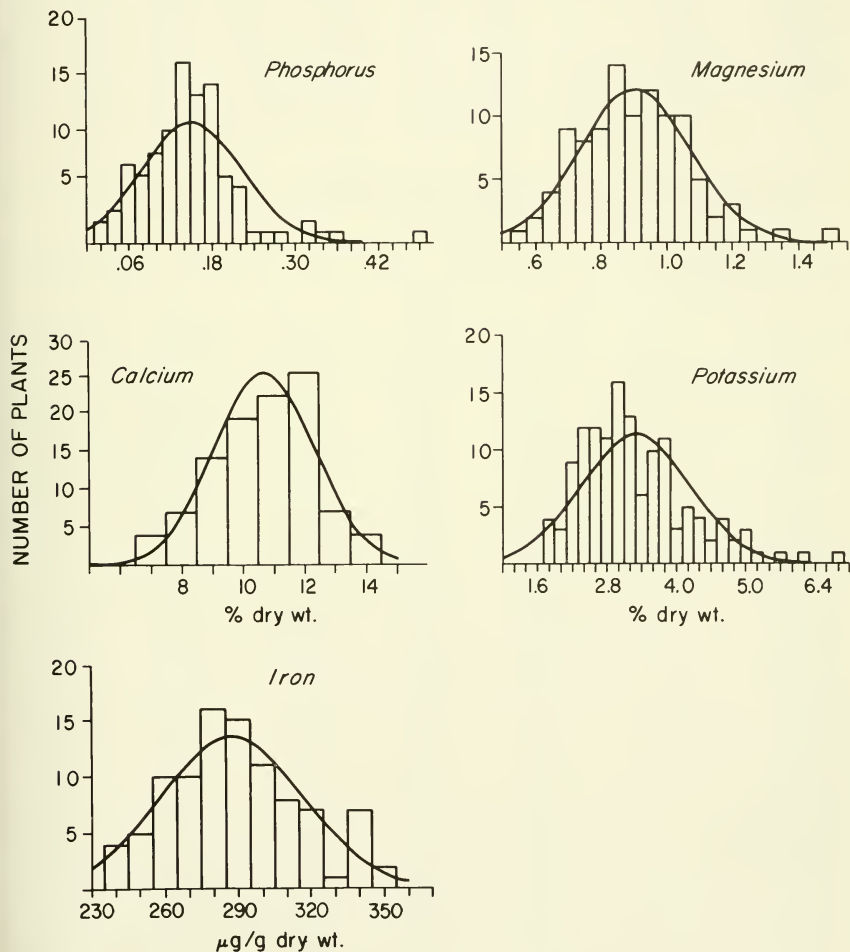 Phosphorus
20
15
10
5
.06 .18 .30 .42
Magnesium
15
10
5
.6 .8 1.0 1.2 1.4
NUMBER OF PLANTS
Calcium
30
25
20
15
10
5
8 10 12 14
% dry wt.
Potassium
20
15
10
5
1.6 2.8 4.0 5.0 6.4
% dry wt.
Iron
20
15
10
5
230 260 290 320 350
µg/g dry wt.